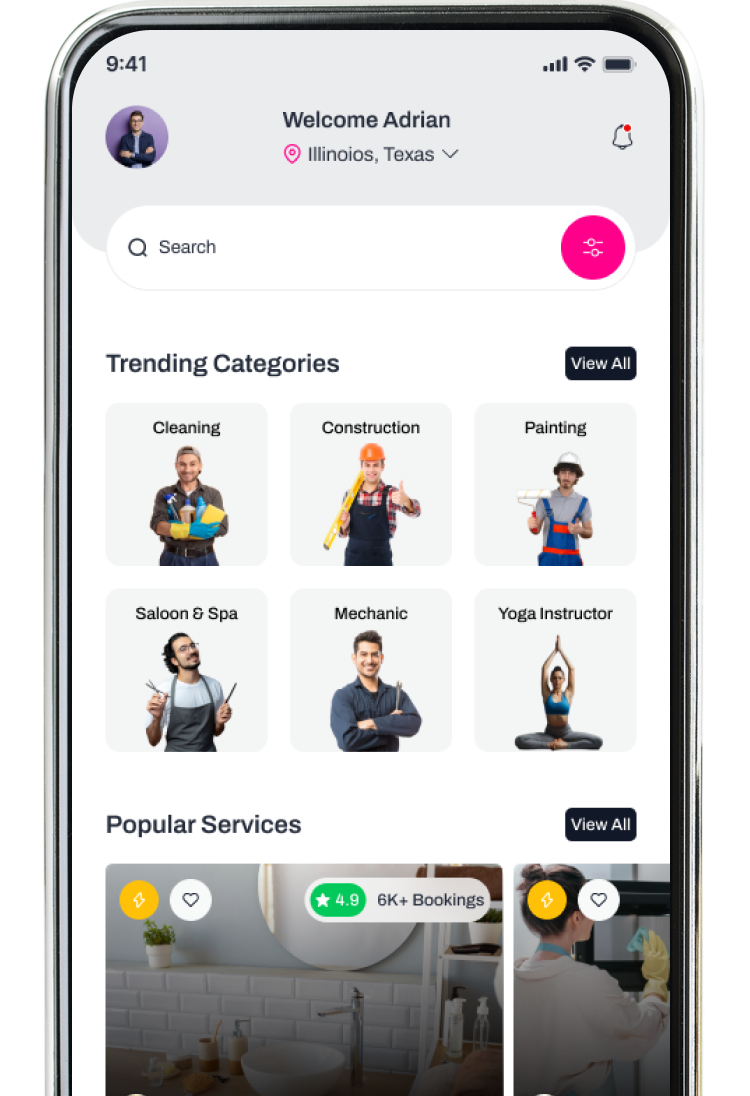 9:41
Welcome Adrian
Illinoios, Texas
Search
Trending Categories
View All
Cleaning
Construction
Painting
Saloon & Spa
Mechanic
Yoga Instructor
Popular Services
View All
4.9
6K+ Bookings